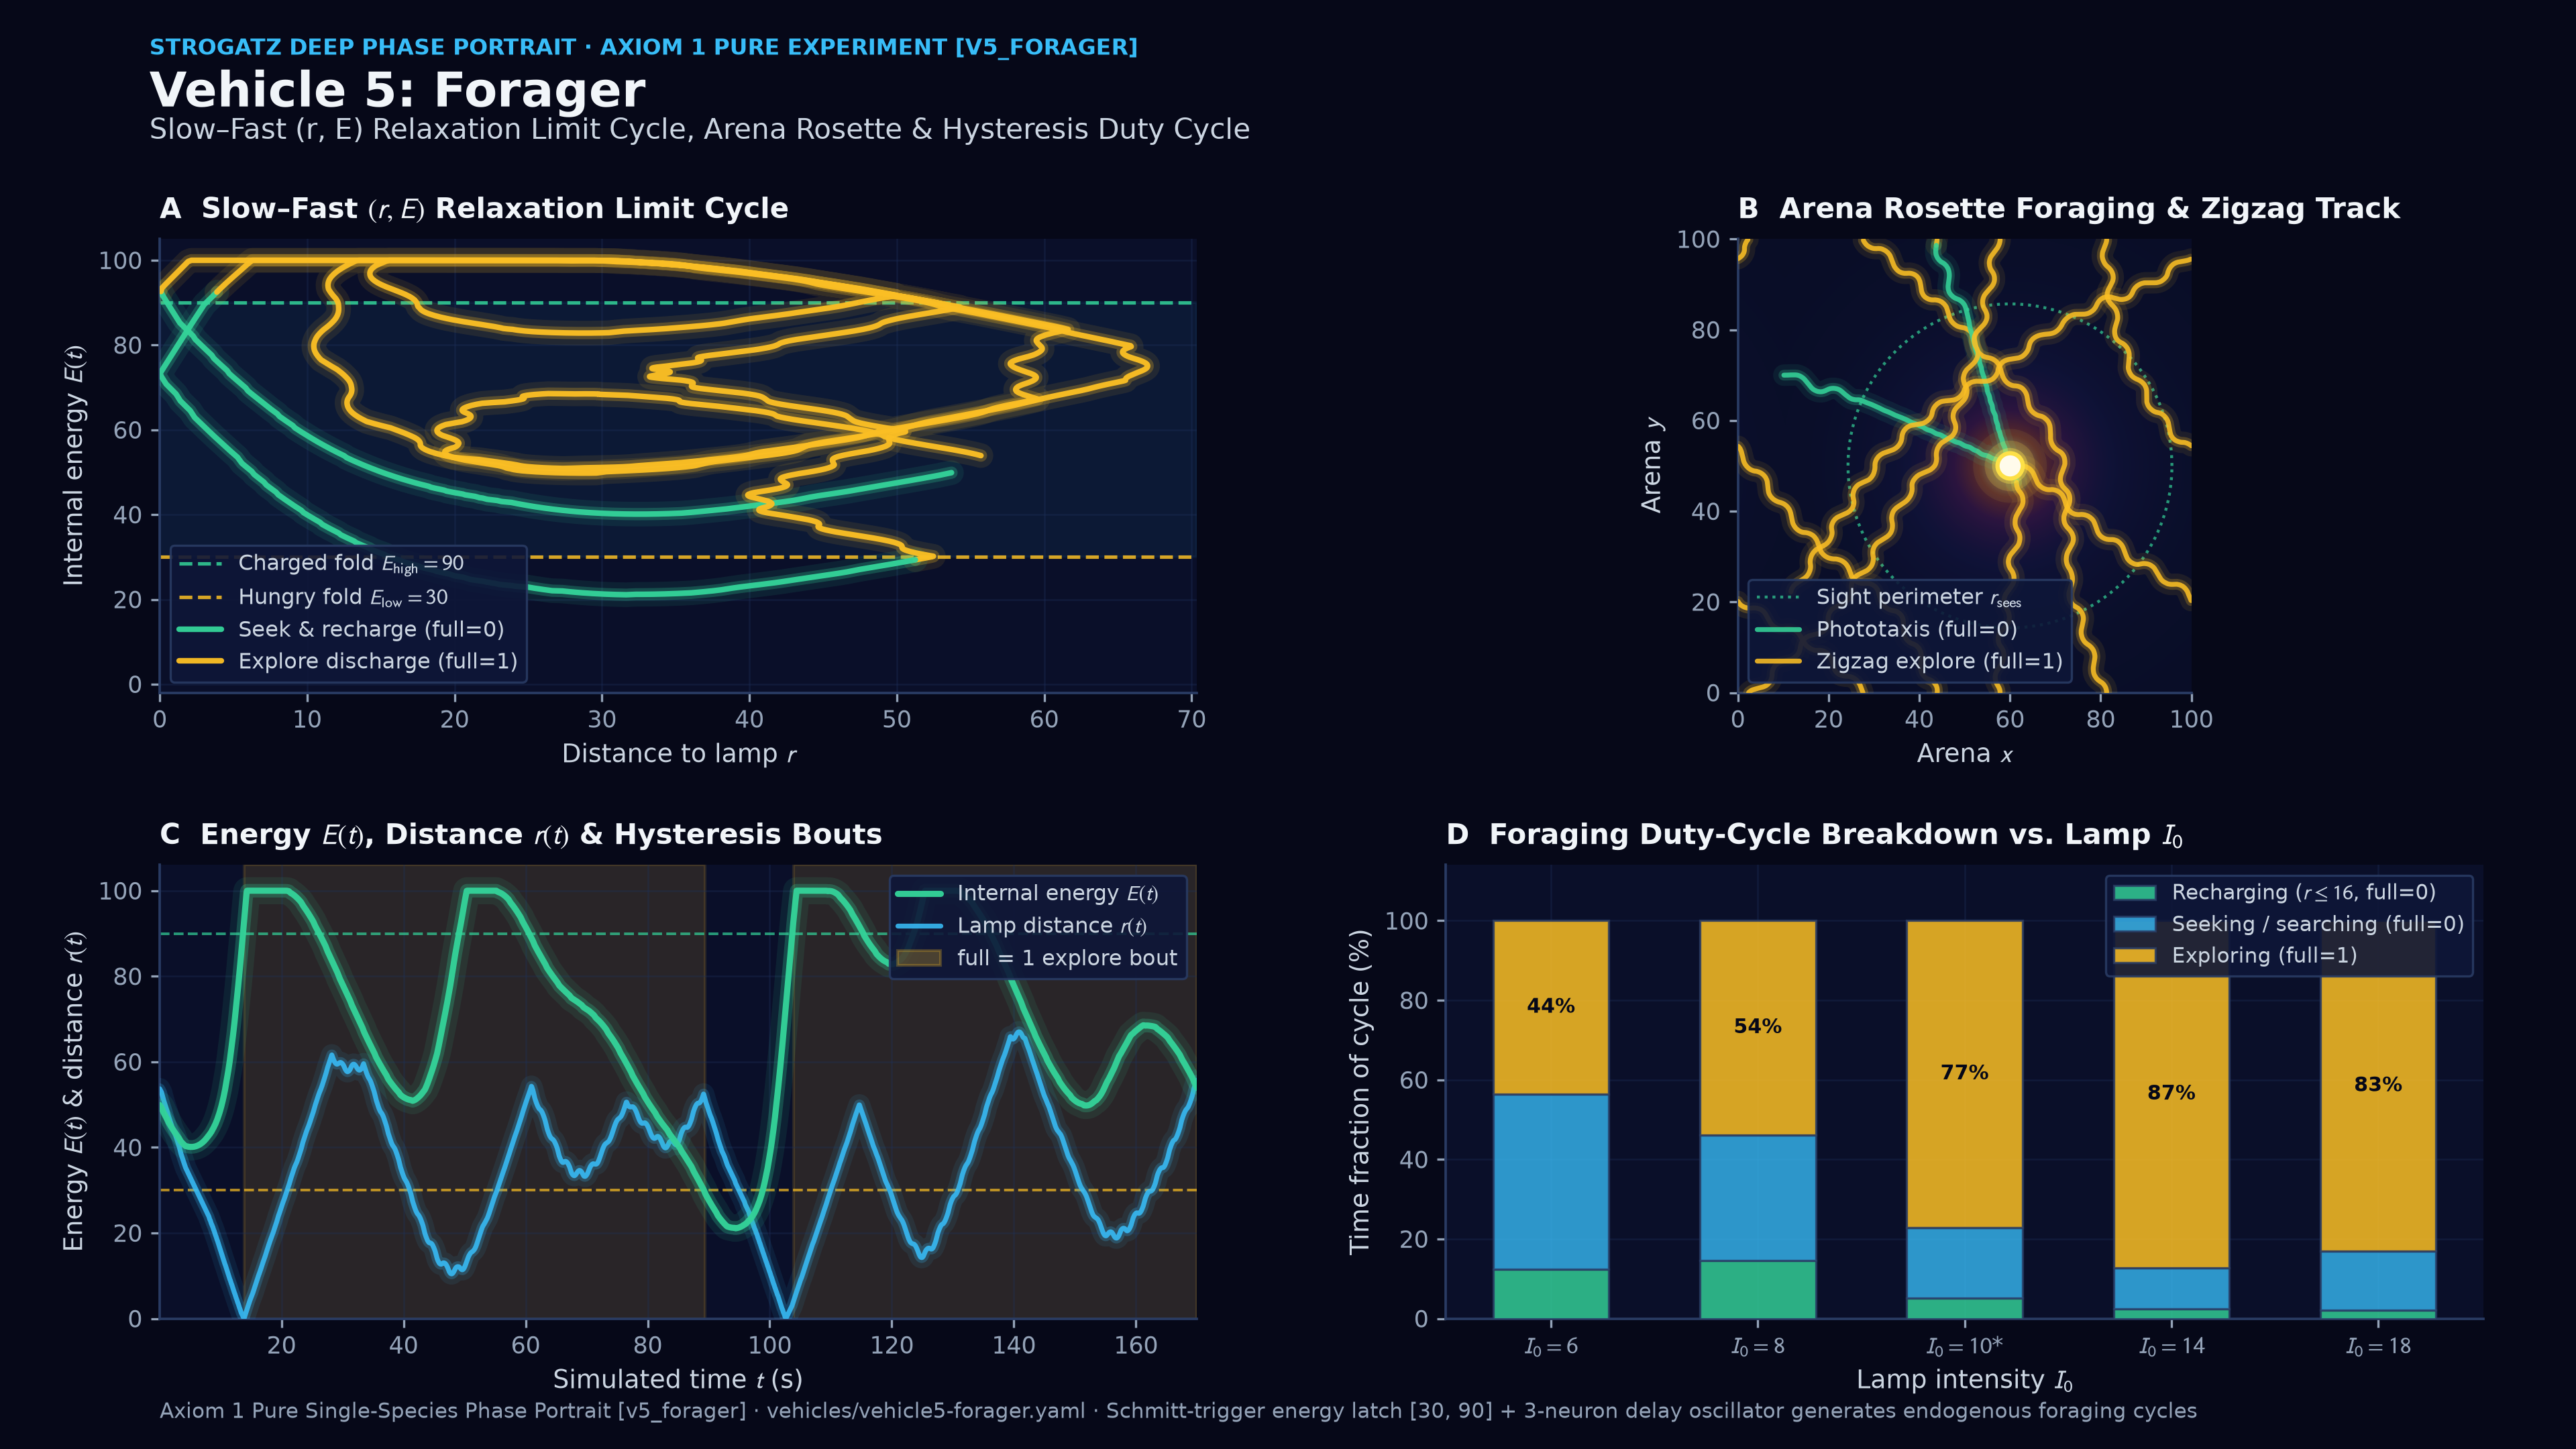 STROGATZ DEEP PHASE PORTRAIT · AXIOM 1 PURE EXPERIMENT [V5_FORAGER]
Vehicle 5: Forager
Slow–Fast (r, E) Relaxation Limit Cycle, Arena Rosette & Hysteresis Duty Cycle
A Slow–Fast (r, E) Relaxation Limit Cycle
100
80
60
40
20
0
Internal energy E(t)
Charged fold E_high = 90
Hungry fold E_low = 30
Seek & recharge (full=0)
Explore discharge (full=1)
0 10 20 30 40 50 60 70
Distance to lamp r
B Arena Rosette Foraging & Zigzag Track
100
80
60
40
20
0
Arena y
Sight perimeter r_sees
Phototaxis (full=0)
Zigzag explore (full=1)
0 20 40 60 80 100
Arena x
C Energy E(t), Distance r(t) & Hysteresis Bouts
100
80
60
40
20
0
Energy E(t) & distance r(t)
Internal energy E(t)
Lamp distance r(t)
full = 1 explore bout
20 40 60 80 100 120 140 160
Simulated time t (s)
D Foraging Duty-Cycle Breakdown vs. Lamp I₀
100
80
60
40
20
0
Time fraction of cycle (%)
Recharging (r ≤ 16, full=0)
Seeking / searching (full=0)
Exploring (full=1)
44%
54%
77%
87%
83%
I₀ = 6 I₀ = 8 I₀ = 10* I₀ = 14 I₀ = 18
Lamp intensity I₀
Axiom 1 Pure Single-Species Phase Portrait [v5_forager] · vehicles/vehicle5-forager.yaml · Schmitt-trigger energy latch [30, 90] + 3-neuron delay oscillator generates endogenous foraging cycles